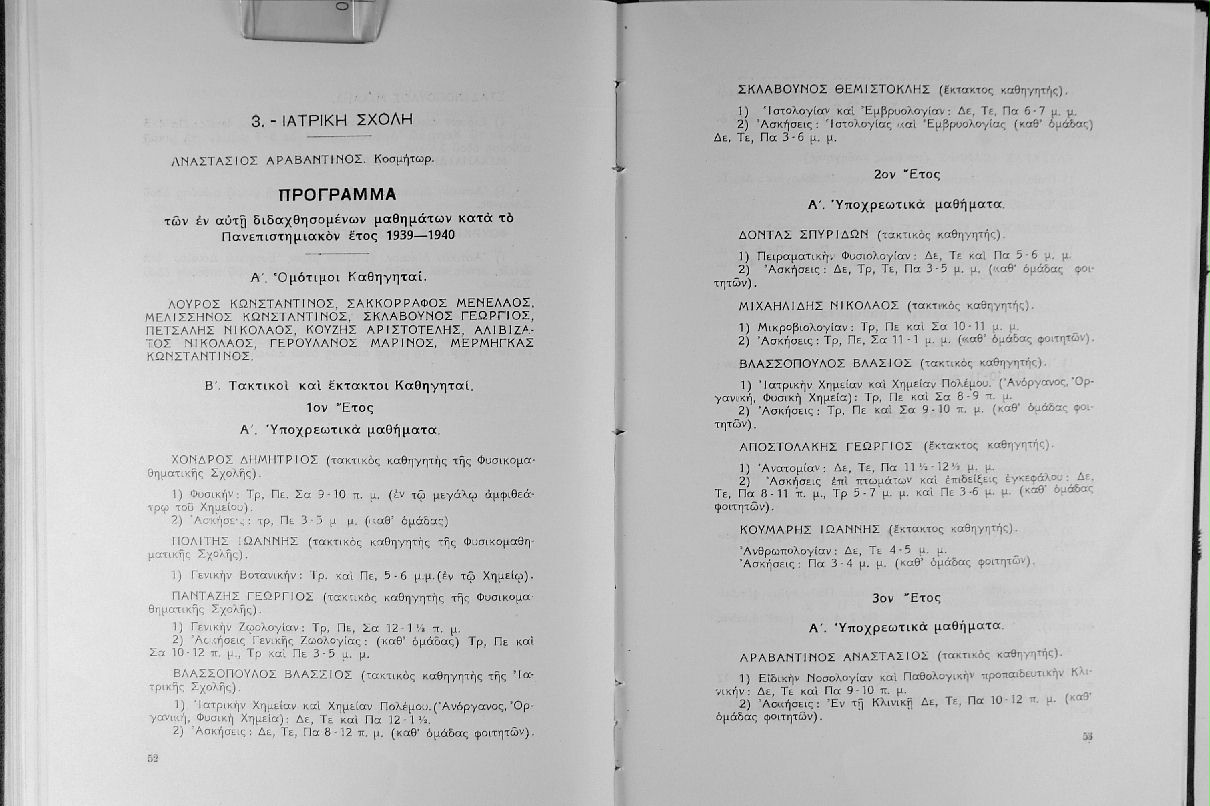 3. - ΙΑΤΡΙΚΗ ΣΧΟΛΗ
ΑΝΑΣΤΑΣΙΟΣ ΑΡΑΒΑΝΤΙΝΟΣ. Κοσμήτωρ.
ΠΡΟΓΡΑΜΜΑ
τῶν ἐν αὐτῇ διδαχθησομένων μαθημάτων κατὰ τὸ
Πανεπιστημιακὸν ἔτος 1939—1940
Α΄. Ὁμότιμοι Καθηγηταί.
ΛΟΥΡΟΣ ΚΩΝΣΤΑΝΤΙΝΟΣ, ΣΑΚΚΟΡΡΑΦΟΣ ΜΕΝΕΛΑΟΣ,
ΜΕΛΙΣΣΗΝΟΣ ΚΩΝΣΤΑΝΤΙΝΟΣ, ΣΚΛΑΒΟΥΝΟΣ ΓΕΩΡΓΙΟΣ,
ΠΕΤΣΑΛΗΣ ΝΙΚΟΛΑΟΣ, ΚΟΥΖΗΣ ΑΡΙΣΤΟΤΕΛΗΣ, ΑΛΙΒΙΖΑ-
ΤΟΣ ΝΙΚΟΛΑΟΣ, ΓΕΡΟΥΛΑΝΟΣ ΜΑΡΙΝΟΣ, ΜΕΡΜΗΓΚΑΣ
ΚΩΝΣΤΑΝΤΙΝΟΣ.
Β΄. Τακτικοὶ καὶ ἔκτακτοι Καθηγηταί.
1ον Ἔτος
Α΄. Ὑποχρεωτικὰ μαθήματα.
ΧΟΝΔΡΟΣ ΔΗΜΗΤΡΙΟΣ (τακτικὸς καθηγητὴς τῆς Φυσικομα-
θηματικῆς Σχολῆς).
1) Φυσικήν: Τρ, Πε, Σα 9-10 π. μ. (ἐν τῷ μεγάλῳ ἀμφιθεά-
τρῳ τοῦ Χημείου).
2) Ἀσκήσεις: τρ, Πε 3-5 μ. μ. (καθ' ὁμάδας)
ΠΟΛΙΤΗΣ ΙΩΑΝΝΗΣ (τακτικὸς καθηγητὴς τῆς Φυσικομαθη-
ματικῆς Σχολῆς).
1) Γενικὴν Βοτανικήν: Τρ. καὶ Πε, 5-6 μ.μ.(ἐν τῷ Χημείῳ).
ΠΑΝΤΑΖΗΣ ΓΕΩΡΓΙΟΣ (τακτικὸς καθηγητὴς τῆς Φυσικομα-
θηματικῆς Σχολῆς).
1) Γενικὴν Ζωολογίαν: Τρ, Πε, Σα 12-1 ½ π. μ.
2) Ἀσκήσεις Γενικῆς Ζωολογίας: (καθ' ὁμάδας) Τρ, Πε καὶ
Σα 10-12 π. μ., Τρ καὶ Πε 3-5 μ. μ.
ΒΛΑΣΣΟΠΟΥΛΟΣ ΒΛΑΣΣΙΟΣ (τακτικὸς καθηγητὴς τῆς Ἰα-
τρικῆς Σχολῆς).
1) Ἰατρικὴν Χημείαν καὶ Χημείαν Πολέμου.(Ἀνόργανος, Ὀρ-
γανικὴ, Φυσικὴ Χημεία): Δε, Τε καὶ Πα 12-1 ½.
2) Ἀσκήσεις: Δε, Τε, Πα 8-12 π. μ. (καθ' ὁμάδας φοιτητῶν).
52
ΣΚΛΑΒΟΥΝΟΣ ΘΕΜΙΣΤΟΚΛΗΣ (ἔκτακτος καθηγητής).
1) Ἱστολογίαν καὶ Ἐμβρυολογίαν: Δε, Τε, Πα 6-7 μ. μ.
2) Ἀσκήσεις: Ἱστολογίας καὶ Ἐμβρυολογίας (καθ' ὁμάδας)
Δε, Τε, Πα 3-6 μ. μ.
2ον Ἔτος
Α΄. Ὑποχρεωτικὰ μαθήματα.
ΔΟΝΤΑΣ ΣΠΥΡΙΔΩΝ (τακτικὸς καθηγητής).
1) Πειραματικὴν Φυσιολογίαν: Δε, Τε καὶ Πα 5-6 μ. μ.
2) Ἀσκήσεις: Δε, Τρ, Τε, Πα 3-5 μ. μ. (καθ' ὁμάδας φοι-
τητῶν).
ΜΙΧΑΗΛΙΔΗΣ ΝΙΚΟΛΑΟΣ (τακτικὸς καθηγητής).
1) Μικροβιολογίαν: Τρ, Πε καὶ Σα 10-11 μ. μ.
2) Ἀσκήσεις: Τρ, Πε, Σα 11-1 μ. μ. (καθ' ὁμάδας φοιτητῶν).
ΒΛΑΣΣΟΠΟΥΛΟΣ ΒΛΑΣΙΟΣ (τακτικὸς καθηγητής).
1) Ἰατρικὴν Χημείαν καὶ Χημείαν Πολέμου. (Ἀνόργανος, Ὀρ-
γανική, Φυσικὴ Χημεία): Τρ, Πε καὶ Σα 8-9 π. μ.
2) Ἀσκήσεις: Τρ, Πε καὶ Σα 9-10 π. μ. (καθ' ὁμάδας φοι-
τητῶν).
ΑΠΟΣΤΟΛΑΚΗΣ ΓΕΩΡΓΙΟΣ (ἔκτακτος καθηγητής).
1) Ἀνατομίαν: Δε, Τε, Πα 11 ½-12 ½ μ. μ.
2) Ἀσκήσεις ἐπὶ πτωμάτων καὶ ἐπιδείξεις ἐγκεφάλου: Δε,
Τε, Πα 8-11 π. μ., Τρ 5-7 μ. μ. καὶ Πε 3-6 μ. μ. (καθ' ὁμάδας
φοιτητῶν).
ΚΟΥΜΑΡΗΣ ΙΩΑΝΝΗΣ (ἔκτακτος καθηγητής).
Ἀνθρωπολογίαν: Δε, Τε 4-5 μ. μ.
Ἀσκήσεις: Πα 3-4 μ. μ. (καθ' ὁμάδας φοιτητῶν).
3ον Ἔτος
Α΄. Ὑποχρεωτικὰ μαθήματα.
ΑΡΑΒΑΝΤΙΝΟΣ ΑΝΑΣΤΑΣΙΟΣ (τακτικὸς καθηγητής).
1) Εἰδικὴν Νοσολογίαν καὶ Παθολογικὴν προπαιδευτικὴν Κλι-
νικήν: Δε, Τε καὶ Πα 9-10 π. μ.
2) Ἀσκήσεις: Ἐν τῇ Κλινικῇ Δε, Τε, Πα 10-12 π. μ. (καθ'
ὁμάδας φοιτητῶν).
53